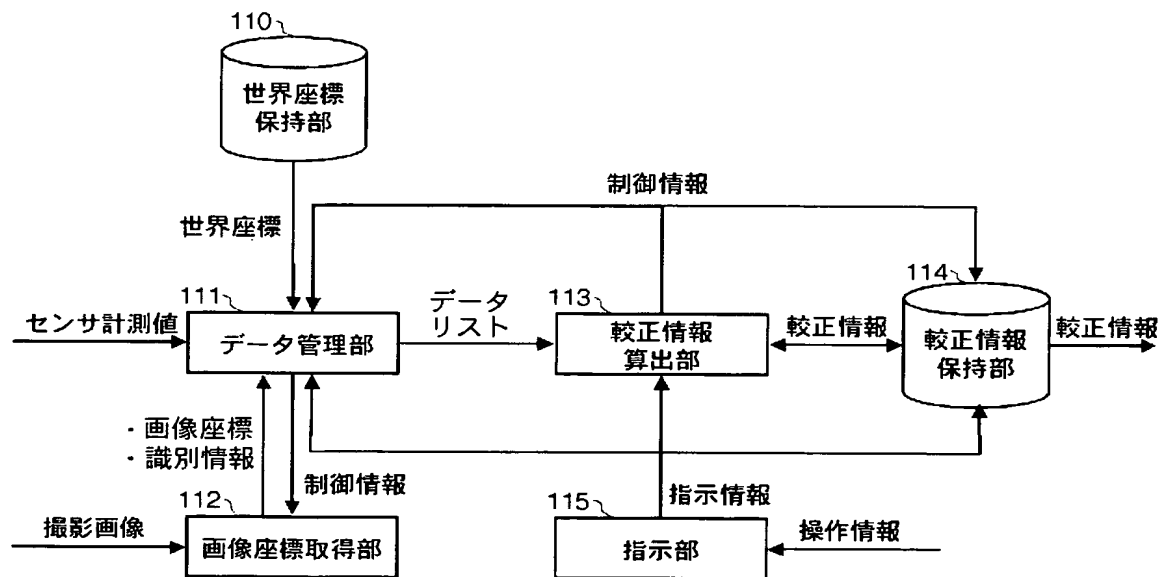 110
世界座標
保持部
制御情報
世界座標
114
111
113
データ
リスト
センサ計測値
データ管理部
較正情報
算出部
較正情報
較正情報
保持部
較正情報
・画像座標
・識別情報
制御情報
指示情報
112
115
撮影画像
画像座標取得部
指示部
操作情報